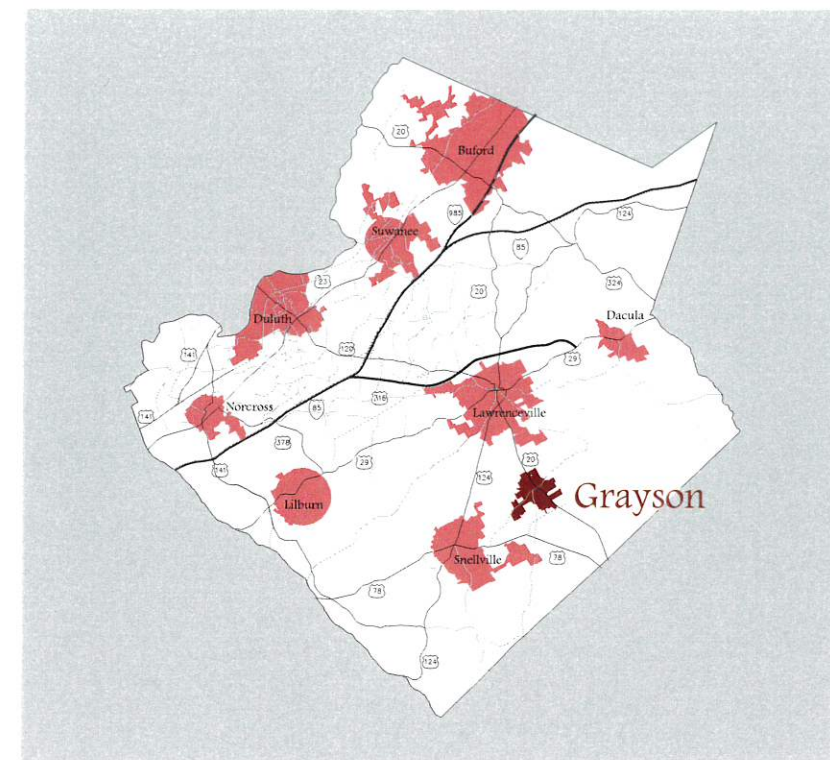 20
Buford
985
124
Suwanee
85
324
23
20
Duluth
Dacula
141
120
29
316
141
Norcross
85
Lawrenceville
378
29
141
124
20
Grayson
Lilburn
Snellville
78
78
124